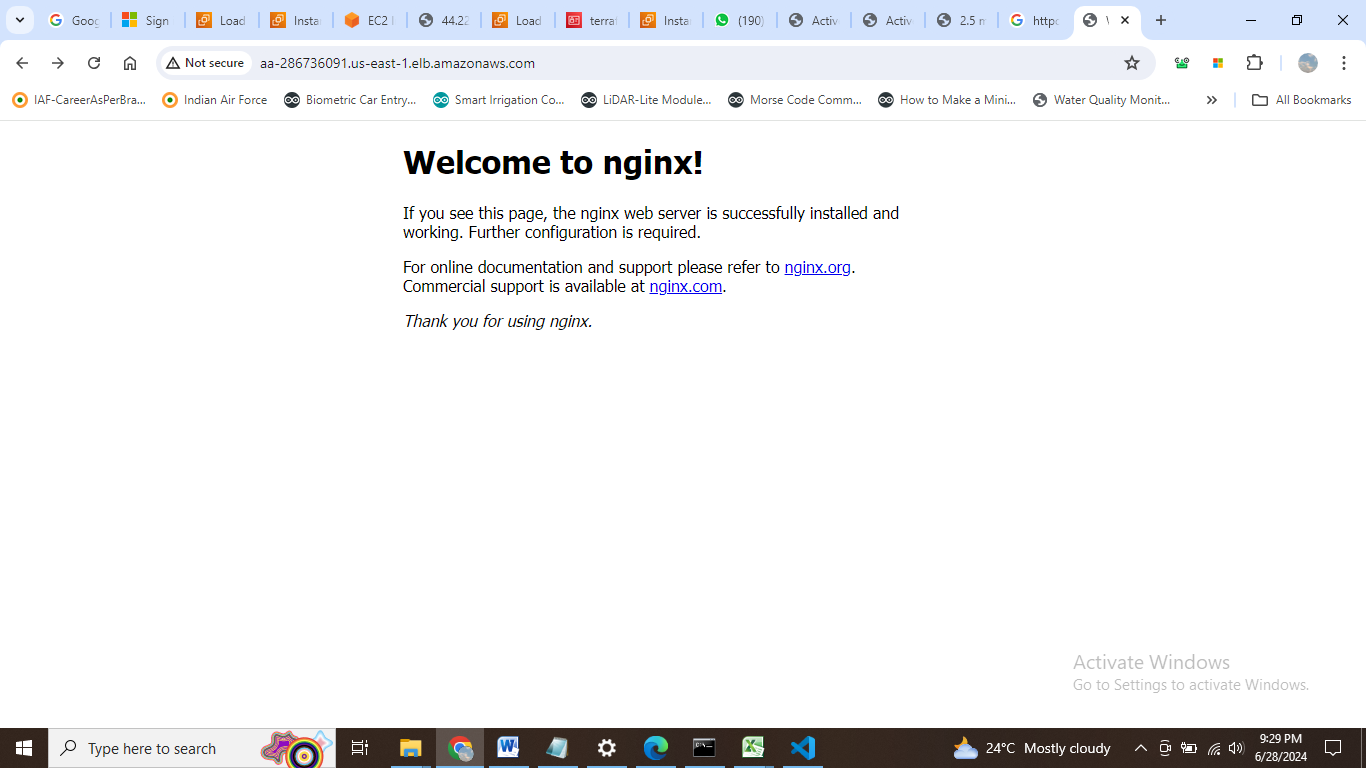 Goog
Sign
Load
Insta
EC2
44.22
Load
terra
Insta
(190)
Activ
Activ
2.5 m
http
Not secure
aa-286736091.us-east-1.elb.amazonaws.com
IAF-CareerAsPerBra...
Indian Air Force
Biometric Car Entry...
Smart Irrigation Co...
LiDAR-Lite Module...
Morse Code Comm...
How to Make a Mini...
Water Quality Monit...
All Bookmarks
Welcome to nginx!
If you see this page, the nginx web server is successfully installed and
working. Further configuration is required.
For online documentation and support please refer to nginx.org.
Commercial support is available at nginx.com.
Thank you for using nginx.
Activate Windows
Go to Settings to activate Windows.
Type here to search
24°C Mostly cloudy
9:29 PM
6/28/2024